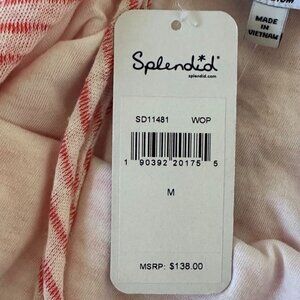 Splendid
splendid.com
SD11481 WOP
1 90392 20175 5
M
MSRP: $138.00
MADE IN
VIETNAM